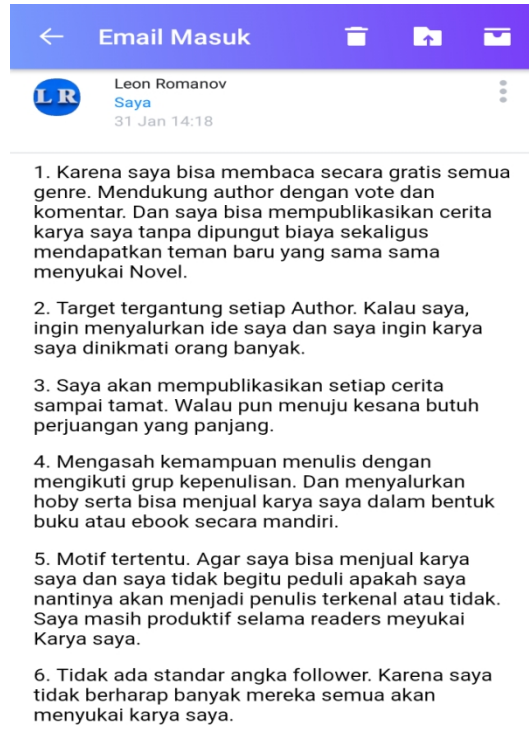 Email Masuk
L R
Leon Romanov
Saya
31 Jan 14:18
1. Karena saya bisa membaca secara gratis semua
genre. Mendukung author dengan vote dan
komentar. Dan saya bisa mempublikasikan cerita
karya saya tanpa dipungut biaya sekaligus
mendapatkan teman baru yang sama sama
menyukai Novel.
2. Target tergantung setiap Author. Kalau saya,
ingin menyalurkan ide saya dan saya ingin karya
saya dinikmati orang banyak.
3. Saya akan mempublikasikan setiap cerita
sampai tamat. Walau pun menuju kesana butuh
perjuangan yang panjang.
4. Mengasah kemampuan menulis dengan
mengikuti grup kepenulisan. Dan menyalurkan
hoby serta bisa menjual karya saya dalam bentuk
buku atau ebook secara mandiri.
5. Motif tertentu. Agar saya bisa menjual karya
saya dan saya tidak begitu peduli apakah saya
nantinya akan menjadi penulis terkenal atau tidak.
Saya masih produktif selama readers meyukai
Karya saya.
6. Tidak ada standar angka follower. Karena saya
tidak berharap banyak mereka semua akan
menyukai karya saya.